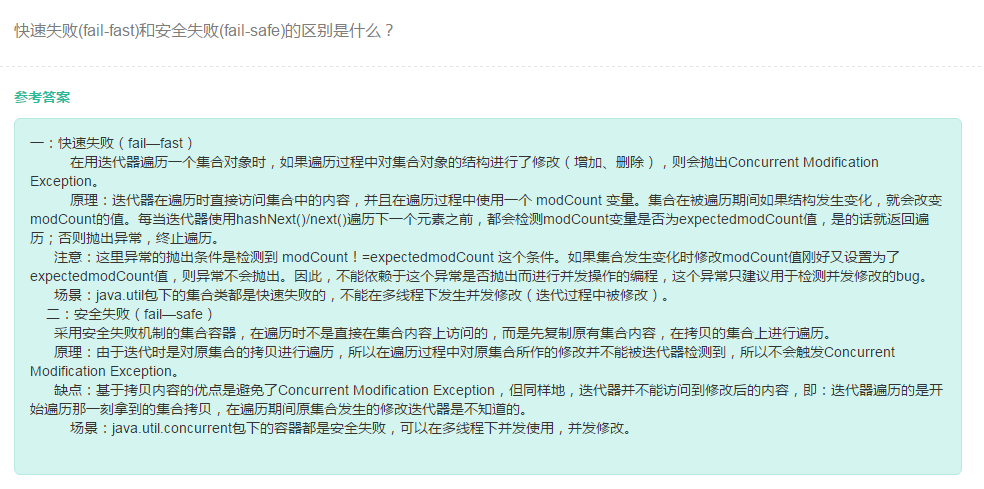 快速失败(fail-fast)和安全失败(fail-safe)的区别是什么？
参考答案
一：快速失败（fail—fast）
在用迭代器遍历一个集合对象时，如果遍历过程中对集合对象的结构进行了修改（增加、删除），则会抛出Concurrent Modification
Exception。
原理：迭代器在遍历时直接访问集合中的内容，并且在遍历过程中使用一个 modCount 变量。集合在被遍历期间如果结构发生变化，就会改变
modCount的值。每当迭代器使用hashNext()/next()遍历下一个元素之前，都会检测modCount变量是否为expectedmodCount值，是的话就返回遍
历；否则抛出异常，终止遍历。
注意：这里异常的抛出条件是检测到 modCount！=expectedmodCount 这个条件。如果集合发生变化时修改modCount值刚好又设置为了
expectedmodCount值，则异常不会抛出。因此，不能依赖于这个异常是否抛出而进行并发操作的编程，这个异常只建议用于检测并发修改的bug。
场景：java.util包下的集合类都是快速失败的，不能在多线程下发生并发修改（迭代过程中被修改）。
二：安全失败（fail—safe）
采用安全失败机制的集合容器，在遍历时不是直接在集合内容上访问的，而是先复制原有集合内容，在拷贝的集合上进行遍历。
原理：由于迭代时是对原集合的拷贝进行遍历，所以在遍历过程中对原集合所作的修改并不能被迭代器检测到，所以不会触发Concurrent
Modification Exception。
缺点：基于拷贝内容的优点是避免了Concurrent Modification Exception，但同样地，迭代器并不能访问到修改后的内容，即：迭代器遍历的是开
始遍历那一刻拿到的集合拷贝，在遍历期间原集合发生的修改迭代器是不知道的。
场景：java.util.concurrent包下的容器都是安全失败，可以在多线程下并发使用，并发修改。